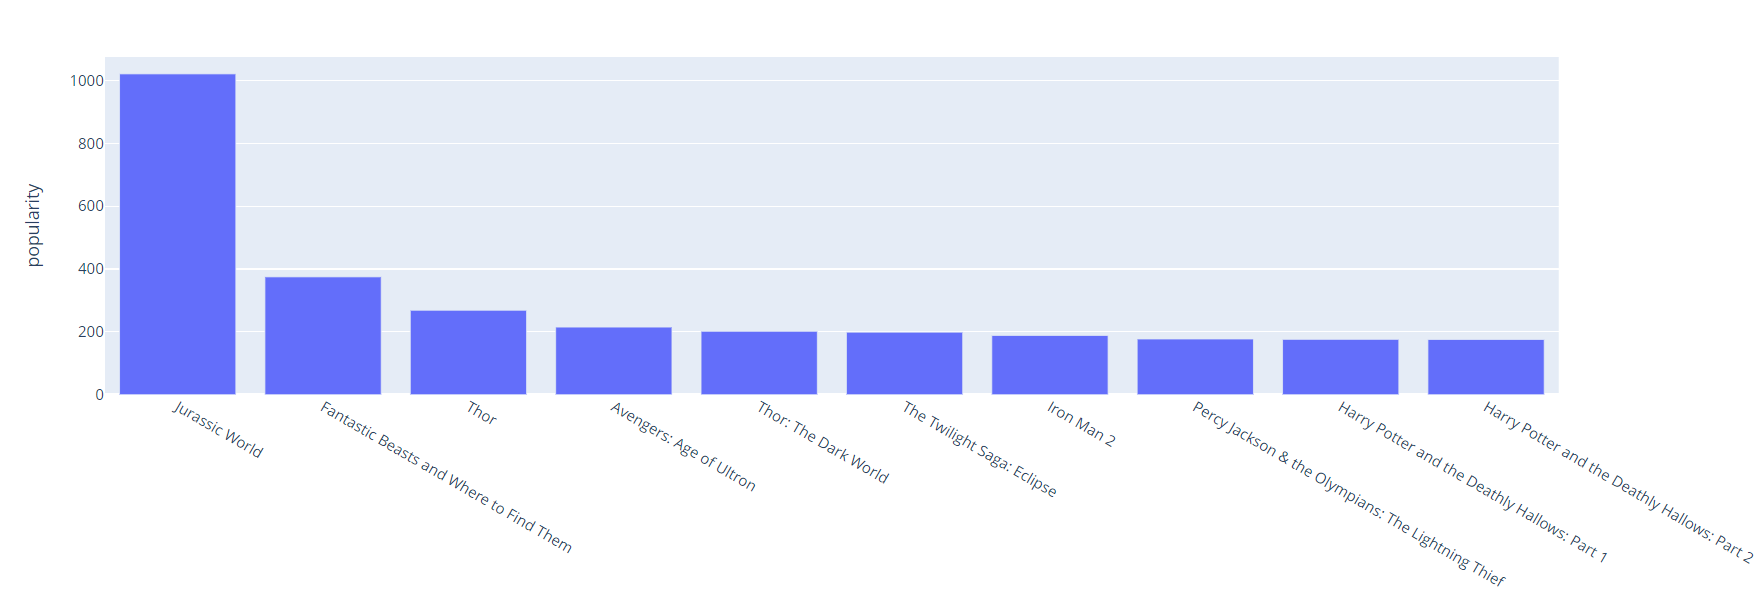 popularity
1000
800
600
400
200
0
Jurassic World
Fantastic Beasts and Where to Find Them
Thor
Avengers: Age of Ultron
Thor: The Dark World
The Twilight Saga: Eclipse
Iron Man 2
Percy Jackson & the Olympians: The Lightning Thief
Harry Potter and the Deathly Hallows: Part 1
Harry Potter and the Deathly Hallows: Part 2